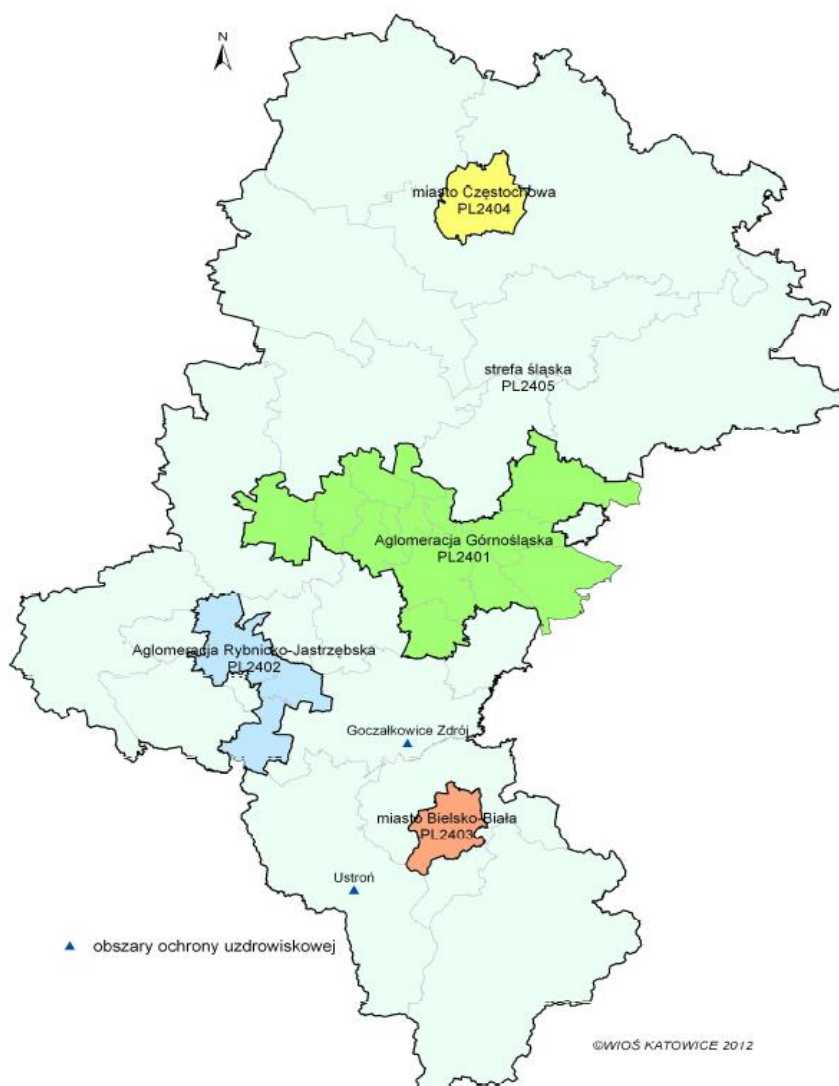 N
miasto Częstochowa
PL2404
strefa śląska
PL2405
Aglomeracja Górnośląska
PL2401
Aglomeracja Rybnicko-Jastrzębska
PL2402
Goczałkowice Zdrój
miasto Bielsko-Biała
PL2403
Ustroń
obszary ochrony uzdrowiskowej
©WIOŚ KATOWICE 2012